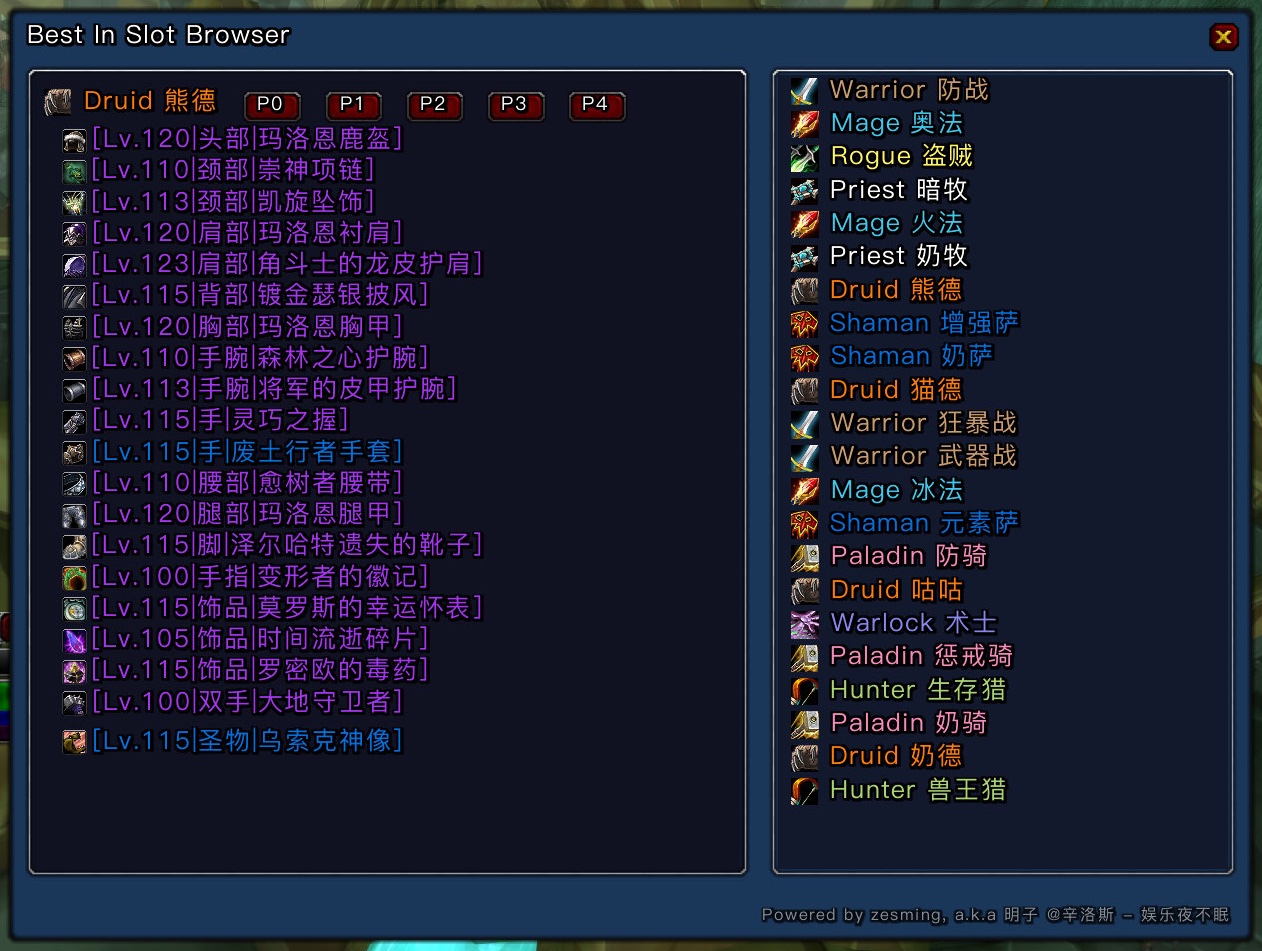 Best In Slot Browser
Druid 熊德 P0 P1 P2 P3 P4
[Lv.120|头部|玛洛恩鹿盔]
[Lv.110|颈部|崇神项链]
[Lv.113|颈部|凯旋坠饰]
[Lv.120|肩部|玛洛恩衬肩]
[Lv.123|肩部|角斗士的龙皮护肩]
[Lv.115|背部|镀金瑟银披风]
[Lv.120|胸部|玛洛恩胸甲]
[Lv.110|手腕|森林之心护腕]
[Lv.113|手腕|将军的皮甲护腕]
[Lv.115|手|灵巧之握]
[Lv.115|手|废土行者手套]
[Lv.110|腰部|愈树者腰带]
[Lv.120|腿部|玛洛恩腿甲]
[Lv.115|脚|泽尔哈特遗失的靴子]
[Lv.100|手指|变形者的徽记]
[Lv.115|饰品|莫罗斯的幸运怀表]
[Lv.105|饰品|时间流逝碎片]
[Lv.115|饰品|罗密欧的毒药]
[Lv.100|双手|大地守卫者]
[Lv.115|圣物|乌索克神像]
Warrior 防战
Mage 奥法
Rogue 盗贼
Priest 暗牧
Mage 火法
Priest 奶牧
Druid 熊德
Shaman 增强萨
Shaman 奶萨
Druid 猫德
Warrior 狂暴战
Warrior 武器战
Mage 冰法
Shaman 元素萨
Paladin 防骑
Druid 咕咕
Warlock 术士
Paladin 惩戒骑
Hunter 生存猎
Paladin 奶骑
Druid 奶德
Hunter 兽王猎
Powered by zesming, a.k.a 明子 @辛洛斯 – 娱乐夜不眠